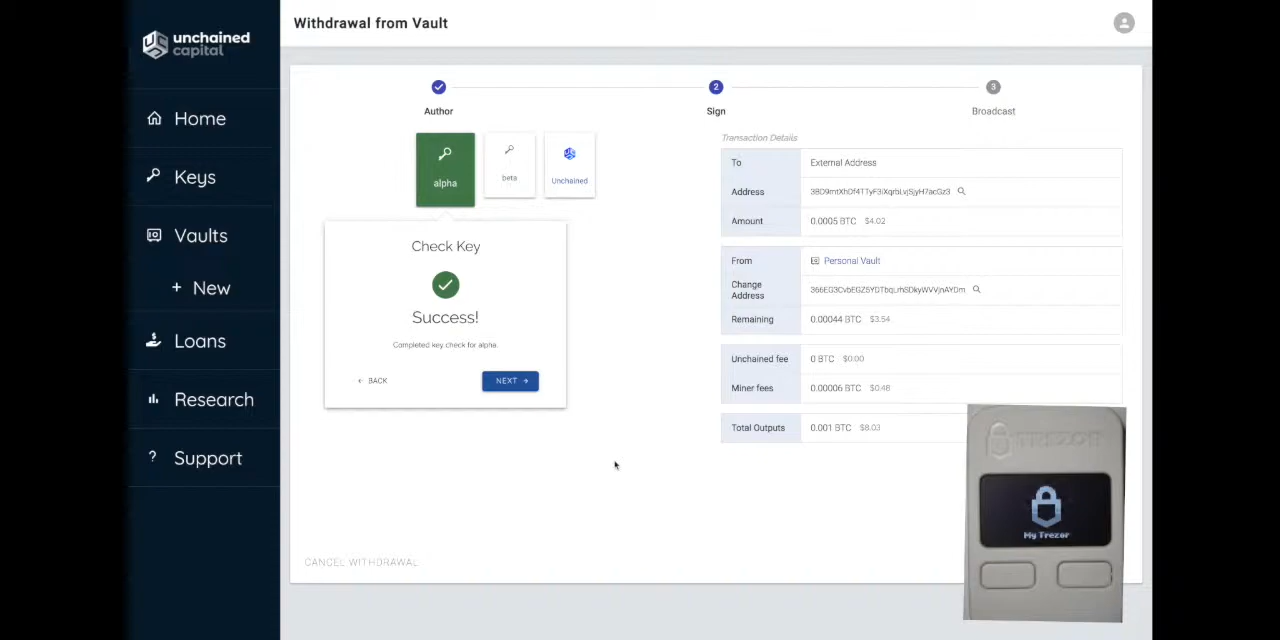 unchained
capital
Home
Keys
Vaults
+ New
Loans
Research
? Support
Withdrawal from Vault
2
3
Author
Sign
Broadcast
alpha
beta
Unchained
Check Key
Success!
Completed key check for alpha.
← BACK
NEXT →
CANCEL WITHDRAWAL
Transaction Details
To External Address
Address
Amount 0.0005 BTC $4.02
From Personal Vault
Change
Address
Remaining 0.00044 BTC $3.54
Unchained fee 0 BTC $0.00
Miner fees 0.00006 BTC $0.48
Total Outputs 0.001 BTC $8.03
TREZOR
My Trezor